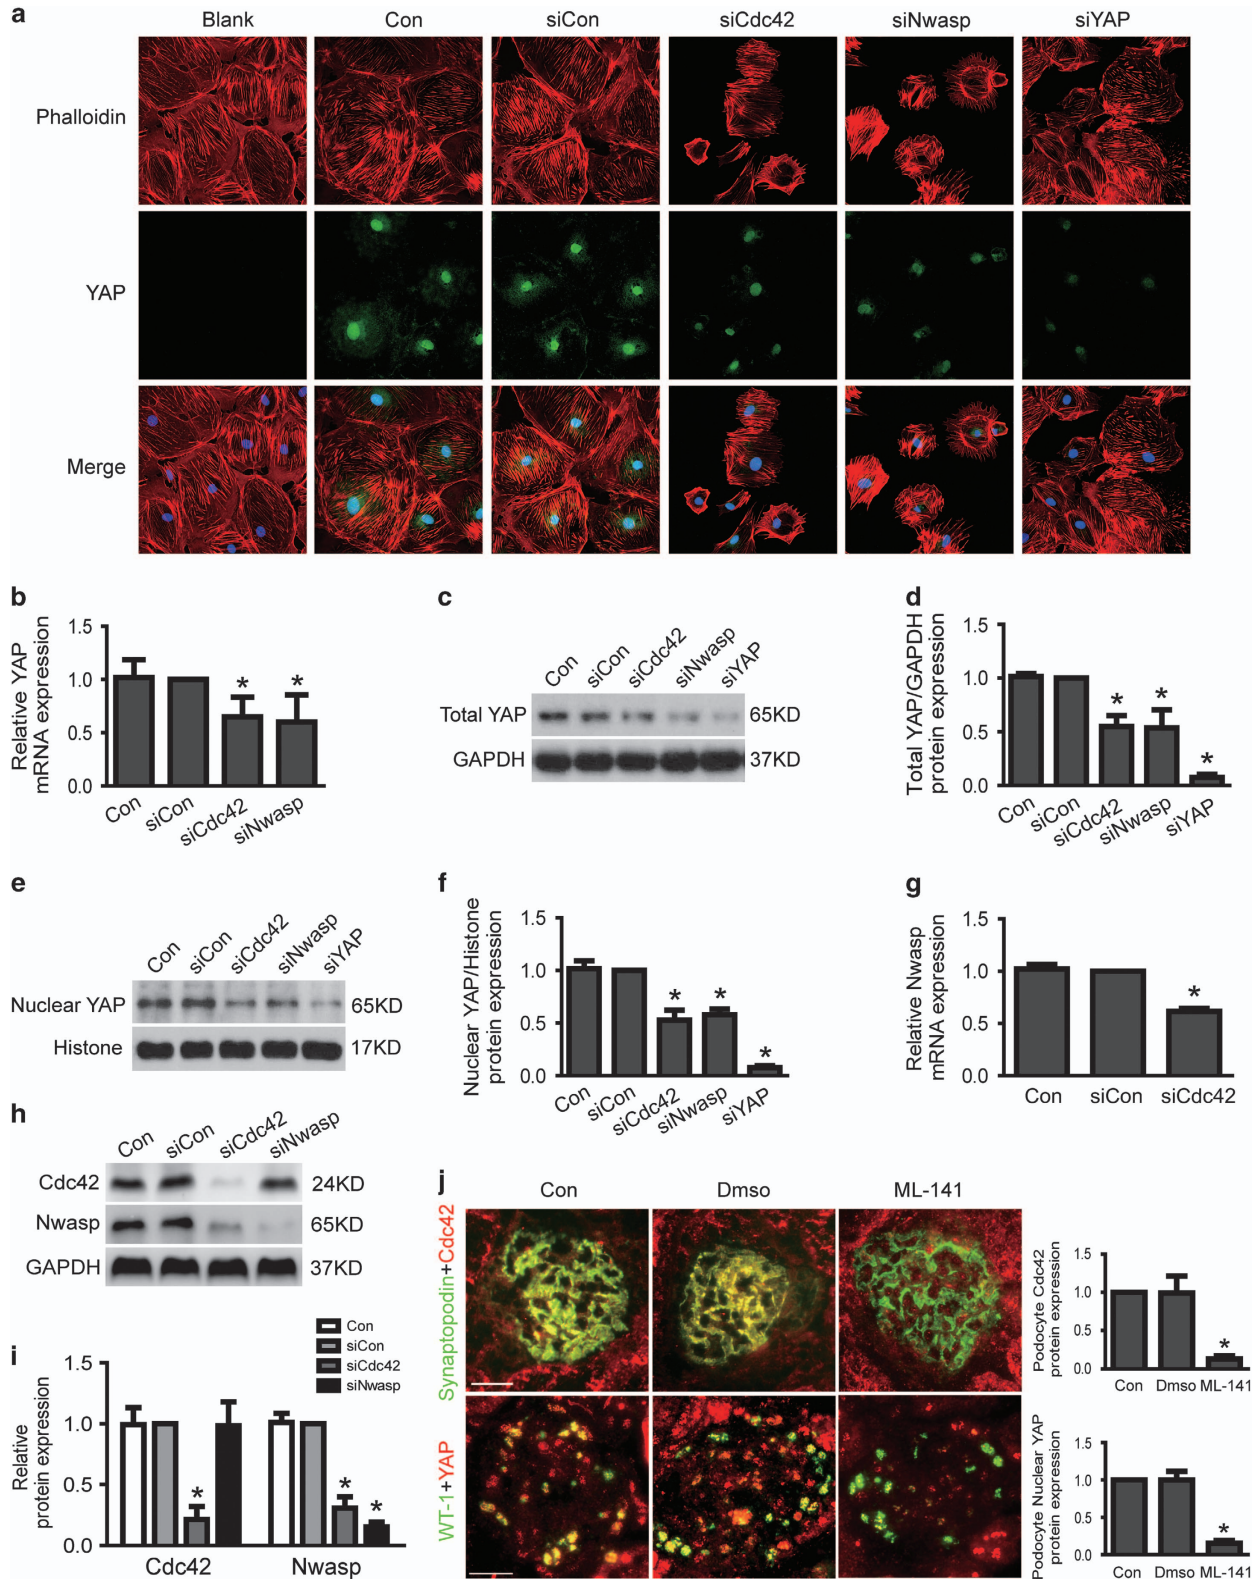 a
Blank Con siCon siCdc42 siNwasp siYAP
Phalloidin
YAP
Merge
b
Relative YAP
mRNA expression
1.5
1.0
0.5
0.0
* *
Con siCon siCdc42 siNwasp
c
Con siCon siCdc42 siNwasp siYAP
Total YAP 65KD
GAPDH 37KD
d
Total YAP/GAPDH
protein expression
1.5
1.0
0.5
0.0
* * *
Con siCon siCdc42 siNwasp siYAP
e
Con siCon siCdc42 siNwasp siYAP
Nuclear YAP 65KD
Histone 17KD
f
Nuclear YAP/Histone
protein expression
1.5
1.0
0.5
0.0
* * *
Con siCon siCdc42 siNwasp siYAP
g
Relative Nwasp
mRNA expression
1.5
1.0
0.5
0.0
*
Con siCon siCdc42
h
Con siCon siCdc42 siNwasp
Cdc42 24KD
Nwasp 65KD
GAPDH 37KD
i
Con
siCon
siCdc42
siNwasp
Relative
protein expression
1.5
1.0
0.5
0.0
* * *
Cdc42 Nwasp
j
Con Dmso ML-141
Synaptopodin+Cdc42
WT-1+YAP
Podocyte Cdc42
protein expression
1.5
1.0
0.5
0.0
*
Con Dmso ML-141
Podocyte Nuclear YAP
protein expression
1.5
1.0
0.5
0.0
*
Con Dmso ML-141